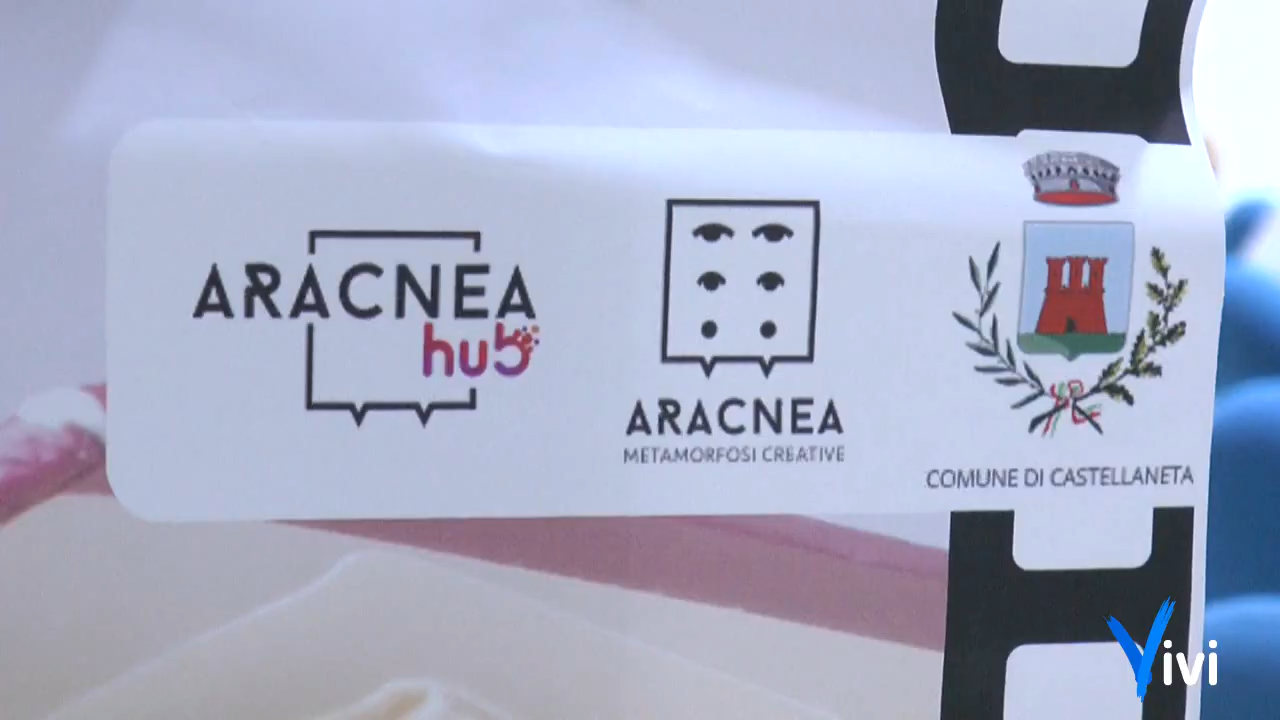 ARACNEA
hub
ARACNEA
METAMORFOSI CREATIVE
COMUNE DI CASTELLANETA
Vivi